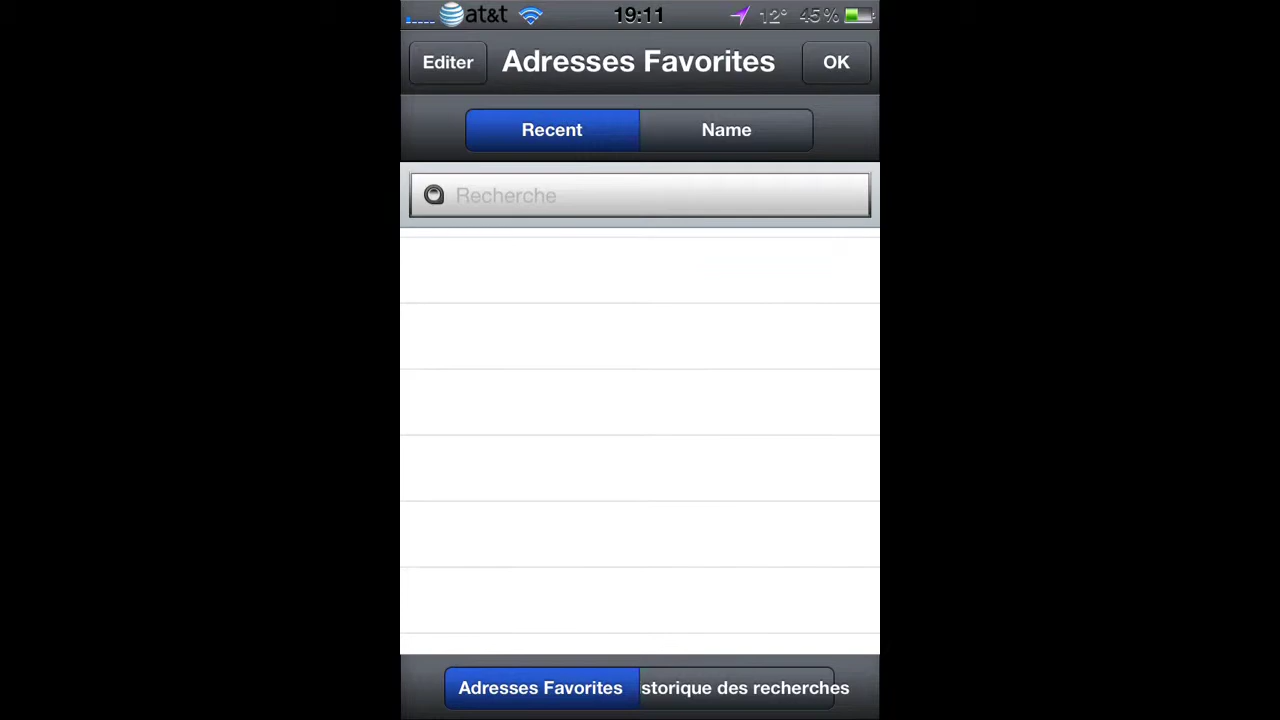 at&t 19:11 12° 45%
Editer Adresses Favorites OK
Recent Name
Recherche
Adresses Favorites storique des recherches